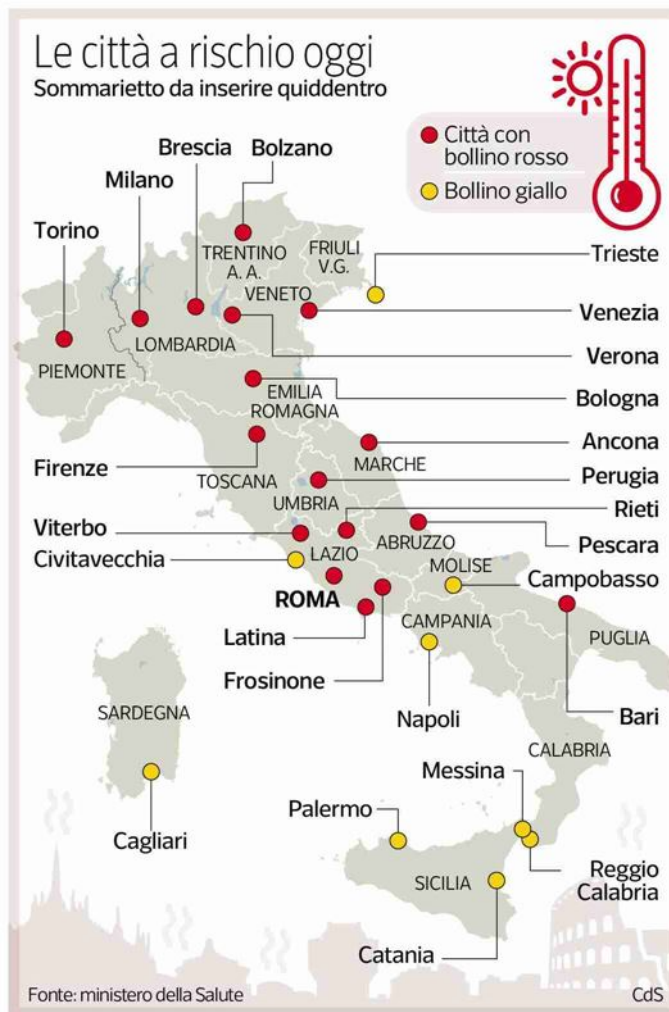 Le città a rischio oggi
Sommarietto da inserire quiddentro
Città con
bollino rosso
Bollino giallo
Brescia
Bolzano
Milano
Torino
TRENTINO
A. A.
FRIULI
V.G.
Trieste
VENETO
Venezia
LOMBARDIA
Verona
PIEMONTE
EMILIA
ROMAGNA
Bologna
Ancona
MARCHE
Firenze
TOSCANA
Perugia
UMBRIA
Rieti
Viterbo
LAZIO
ABRUZZO
Pescara
Civitavecchia
MOLISE
Campobasso
ROMA
CAMPANIA
Latina
PUGLIA
Frosinone
SARDEGNA
Napoli
Bari
CALABRIA
Messina
Palermo
Cagliari
Reggio
Calabria
SICILIA
Catania
Fonte: ministero della Salute
CdS